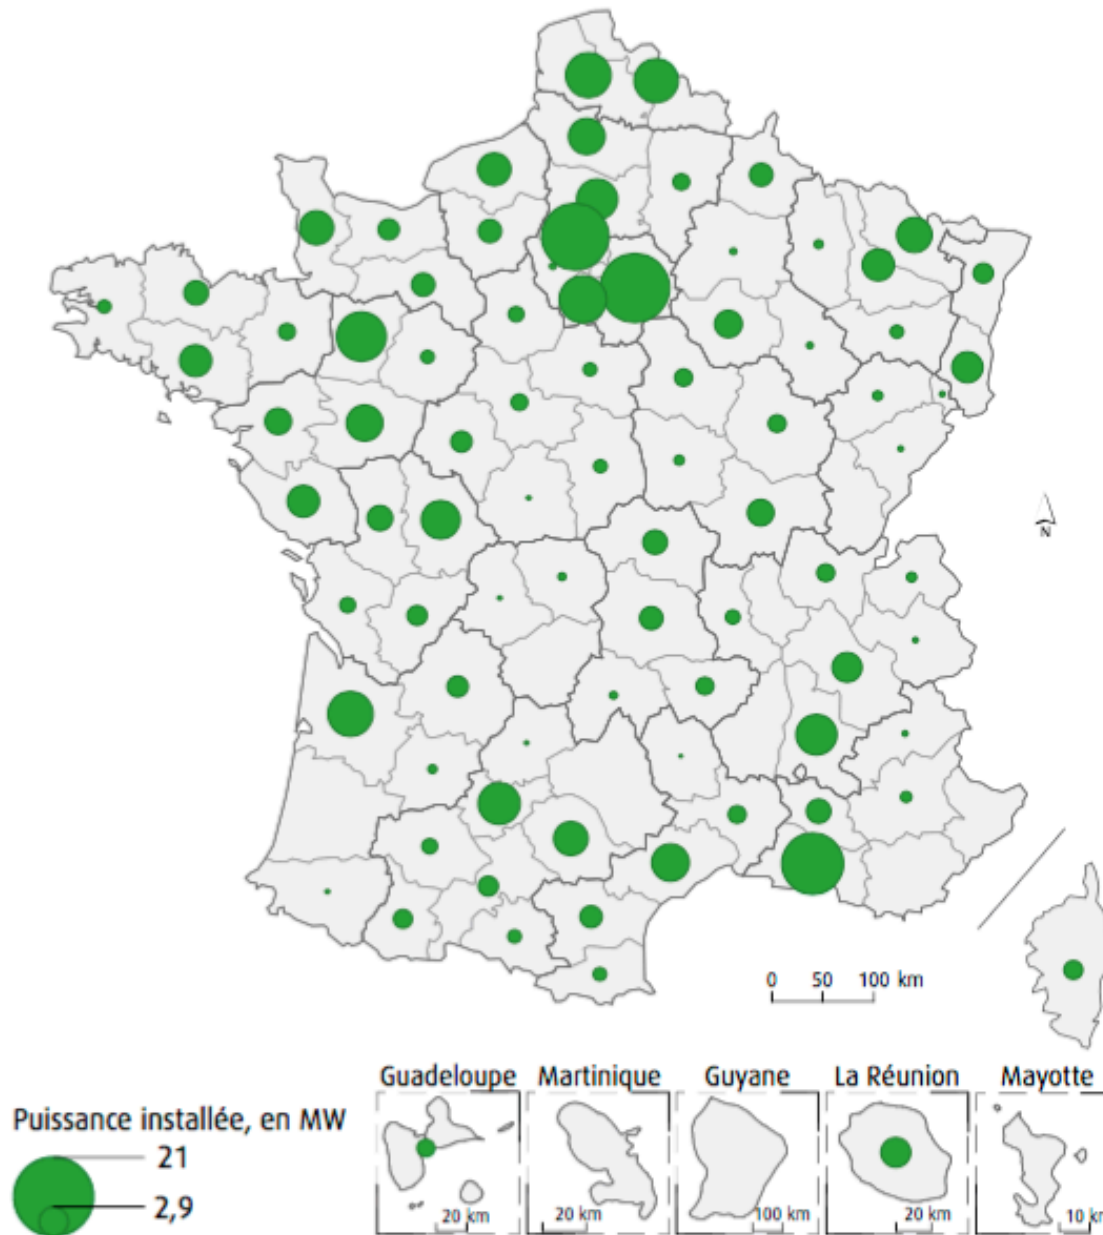 N
0 50 100 km
Guadeloupe Martinique Guyane La Réunion Mayotte
Puissance installée, en MW
21
2,9
20 km 20 km 100 km 20 km 10 km